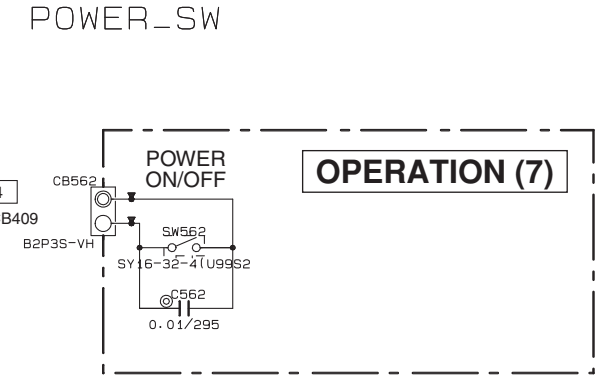 POWER_SW
POWER
ON/OFF
OPERATION (7)
CB562
4
B409
B2P3S-VH
SW562
SY16-32-4(U99S2
C562
0.01/295